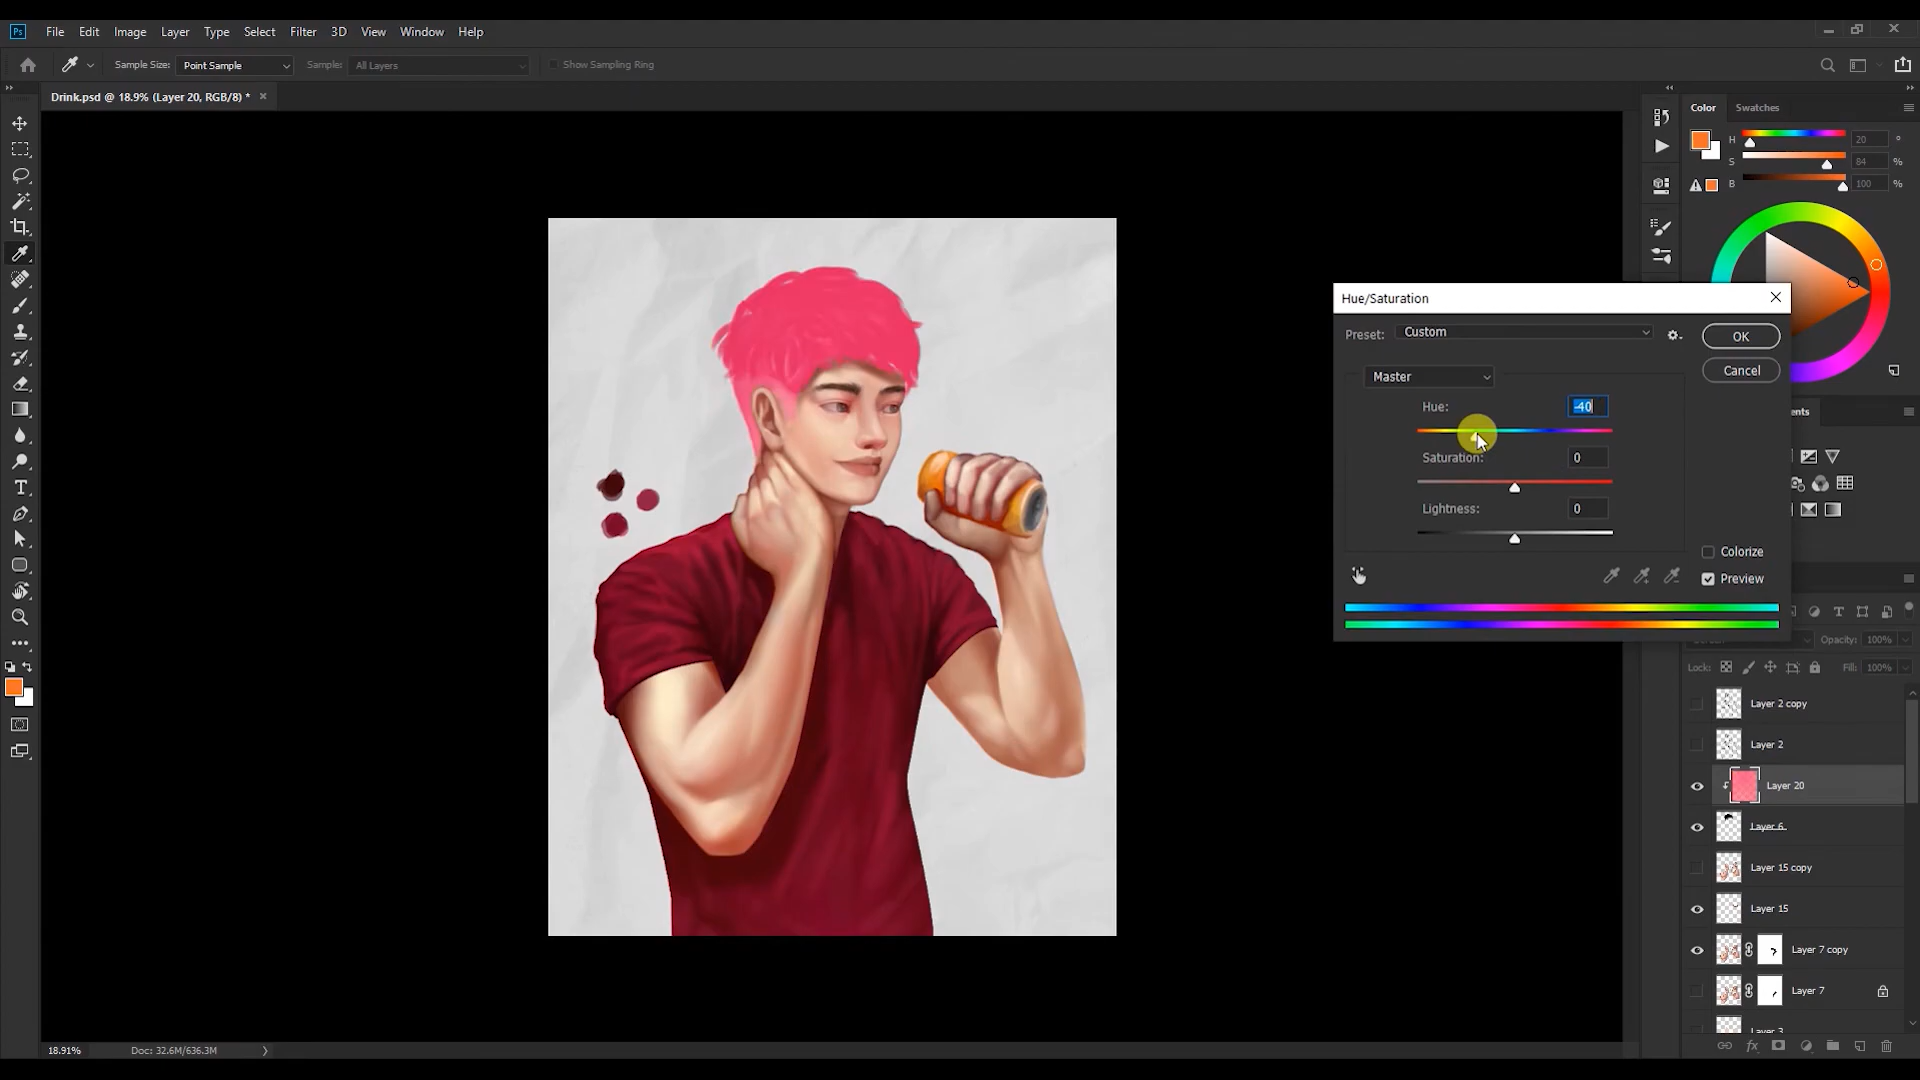 Ps File Edit Image Layer Type Select Filter 3D View Window Help
Sample Size: Point Sample Sample: All Layers Show Sampling Ring
Drink.psd @ 18.9% (Layer 20, RGB/8) * ×
Color Swatches
H 20 °
S 84 %
B 100 %
Hue/Saturation
Preset: Custom
OK
Master
Cancel
Hue: -40
Saturation: 0
Lightness: 0
Colorize
Preview
Opacity: 100%
Lock: Fill: 100%
Layer 2 copy
Layer 2
Layer 20
Layer 6
Layer 15 copy
Layer 15
Layer 7 copy
Layer 7
Layer 3
18.91% Doc: 32.6M/636.3M